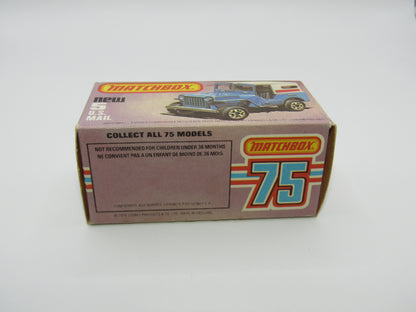 MATCHBOX
new
5
U.S.
MAIL
COLLECT ALL 75 MODELS
NOT RECOMMENDED FOR CHILDREN UNDER 36 MONTHS
NE CONVIENT PAS A UN ENFANT DE MOINS DE 36 MOIS.
MATCHBOX
75